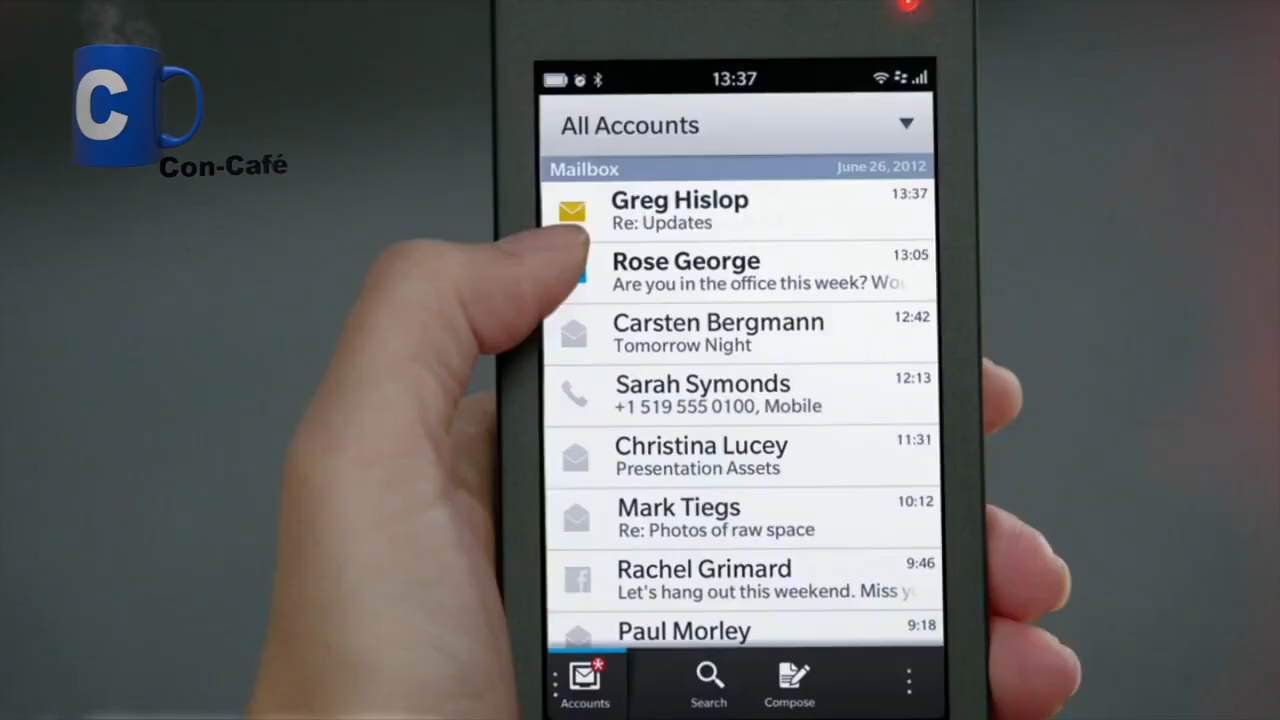 C
Con-Café
13:37
All Accounts
Mailbox June 26, 2012
Greg Hislop 13:37
Re: Updates
Rose George 13:05
Are you in the office this week? Wo
Carsten Bergmann 12:42
Tomorrow Night
Sarah Symonds 12:13
+1 519 555 0100, Mobile
Christina Lucey 11:31
Presentation Assets
Mark Tiegs 10:12
Re: Photos of raw space
Rachel Grimard 9:46
Let's hang out this weekend. Miss y
Paul Morley 9:18
Accounts Search Compose